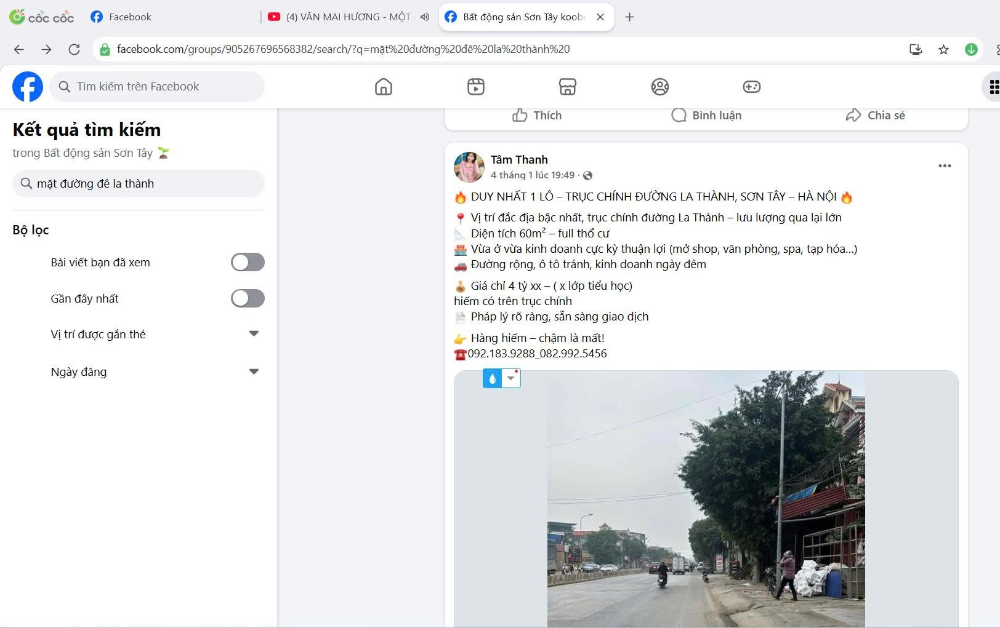 cốc cốc
Facebook
(4) VĂN MAI HƯƠNG - MỘT
Bất động sản Sơn Tây koob
facebook.com/groups/905267696568382/search/?q=mặt%20đường%20đê%20la%20thành%20
Tìm kiếm trên Facebook
Kết quả tìm kiếm
trong Bất động sản Sơn Tây 🌱
mặt đường đê la thành
Bộ lọc
Bài viết bạn đã xem
Gần đây nhất
Vị trí được gắn thẻ
Ngày đăng
Thích
Bình luận
Chia sẻ
Tâm Thanh
4 tháng 1 lúc 19:49 ·
🔥 DUY NHẤT 1 LÔ – TRỤC CHÍNH ĐƯỜNG LA THÀNH, SƠN TÂY – HÀ NỘI 🔥
📍 Vị trí đắc địa bậc nhất, trục chính đường La Thành – lưu lượng qua lại lớn
📐 Diện tích 60m² – full thổ cư
🏪 Vừa ở vừa kinh doanh cực kỳ thuận lợi (mở shop, văn phòng, spa, tạp hóa...)
🚗 Đường rộng, ô tô tránh, kinh doanh ngày đêm
💰 Giá chỉ 4 tỷ xx – ( x lớp tiểu học)
hiếm có trên trục chính
📄 Pháp lý rõ ràng, sẵn sàng giao dịch
👉 Hàng hiếm – chậm là mất!
☎️092.183.9288_082.992.5456